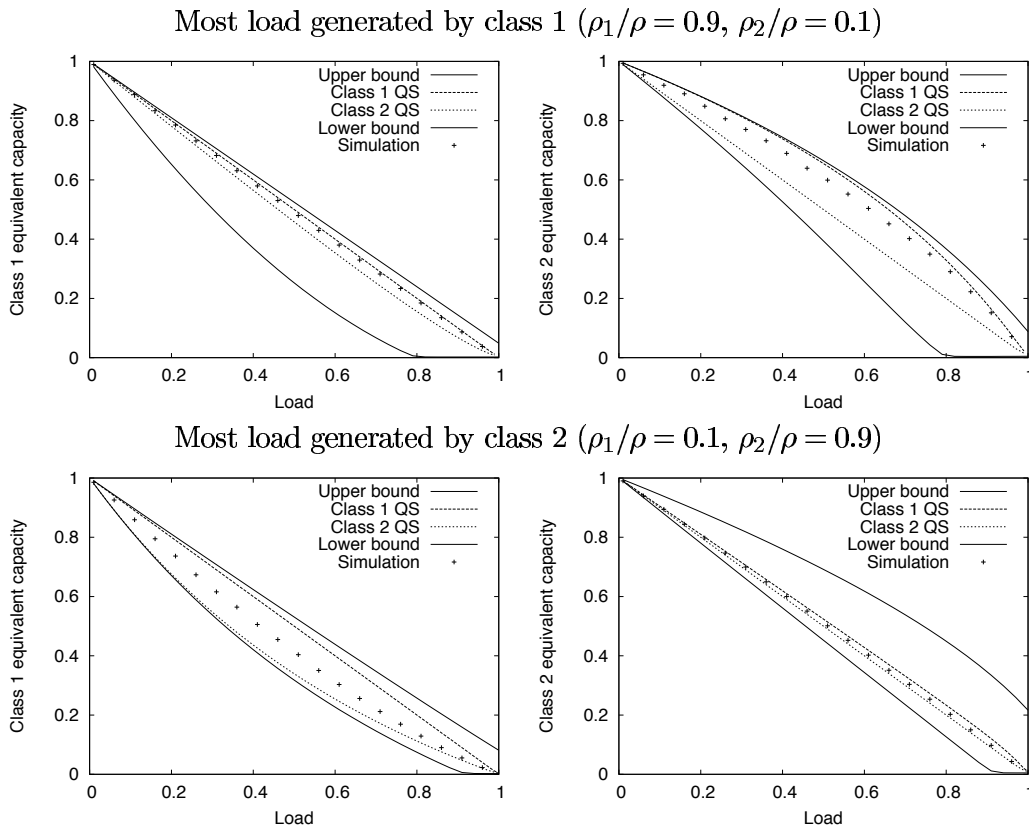 Most load generated by class 1 (ρ₁/ρ = 0.9, ρ₂/ρ = 0.1)
Class 1 equivalent capacity
1
0.8
0.6
0.4
0.2
0
0 0.2 0.4 0.6 0.8 1
Load
Upper bound
Class 1 QS
Class 2 QS
Lower bound
Simulation
Class 2 equivalent capacity
1
0.8
0.6
0.4
0.2
0
0 0.2 0.4 0.6 0.8 1
Load
Upper bound
Class 1 QS
Class 2 QS
Lower bound
Simulation
Most load generated by class 2 (ρ₁/ρ = 0.1, ρ₂/ρ = 0.9)
Class 1 equivalent capacity
1
0.8
0.6
0.4
0.2
0
0 0.2 0.4 0.6 0.8 1
Load
Upper bound
Class 1 QS
Class 2 QS
Lower bound
Simulation
Class 2 equivalent capacity
1
0.8
0.6
0.4
0.2
0
0 0.2 0.4 0.6 0.8 1
Load
Upper bound
Class 1 QS
Class 2 QS
Lower bound
Simulation